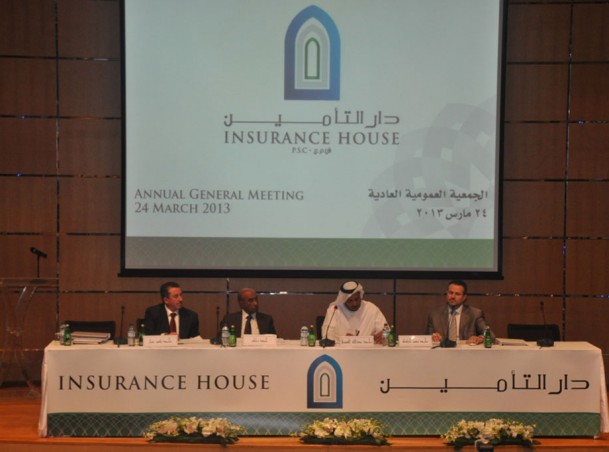 دار التأمين
INSURANCE HOUSE
P.S.C - ش.م.ع
ANNUAL GENERAL MEETING
24 MARCH 2013
الجمعية العمومية العادية
٢٤ مارس ٢٠١٣
INSURANCE HOUSE
دار التأمين